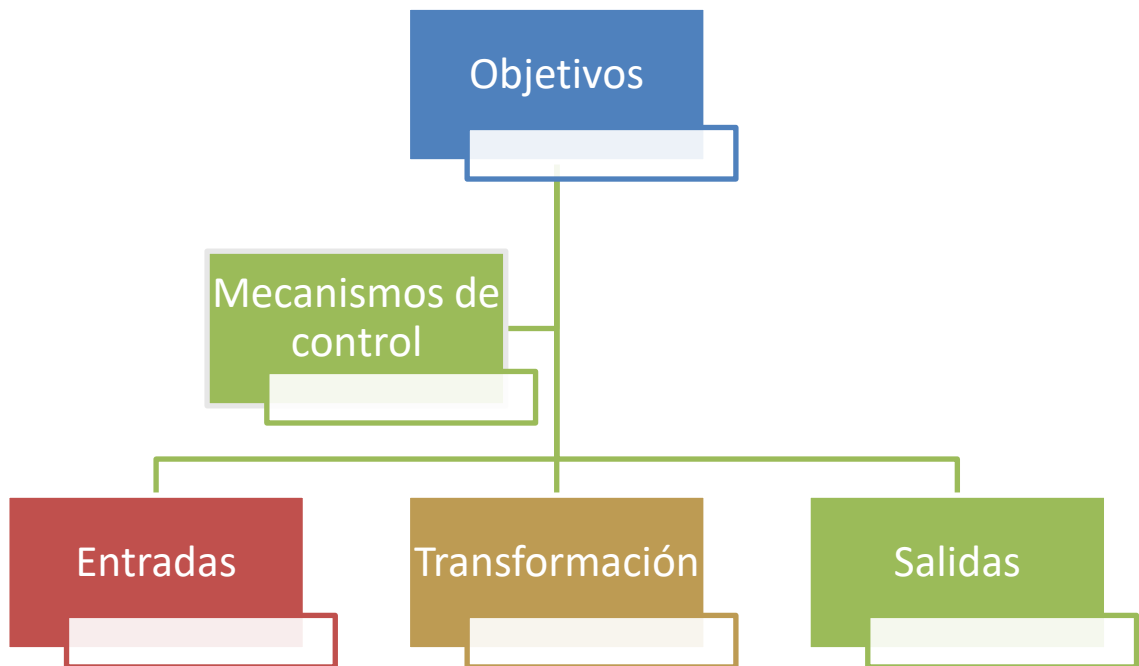 Objetivos
Mecanismos de
control
Entradas
Transformación
Salidas